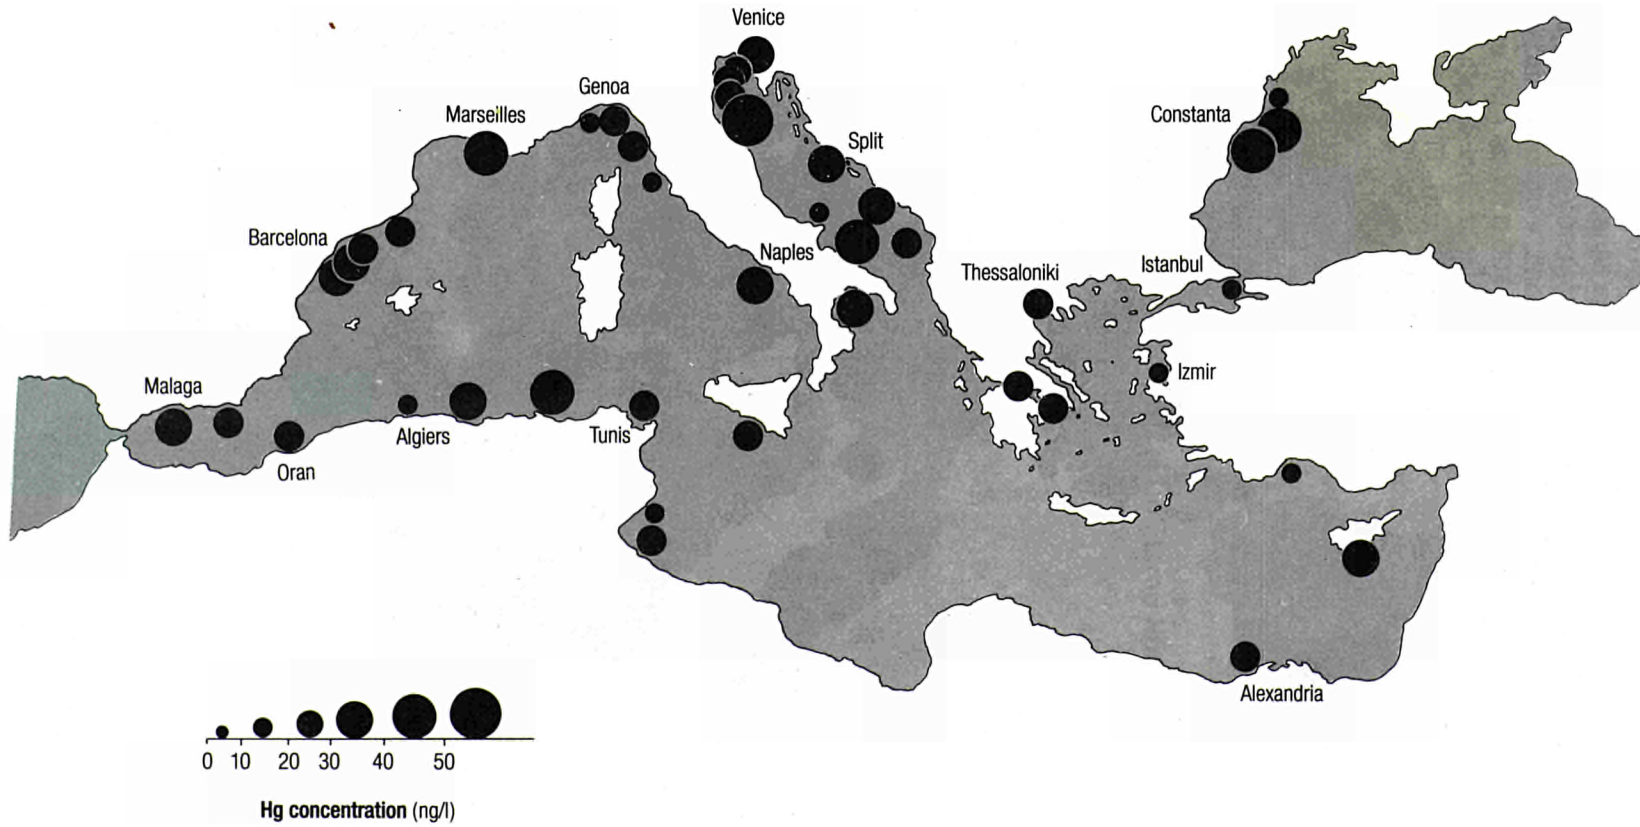 Venice
Genoa
Marseilles
Constanta
Split
Barcelona
Naples
Thessaloniki
Istanbul
Malaga
Izmir
Algiers
Tunis
Oran
Alexandria
0 10 20 30 40 50
Hg concentration (ng/l)